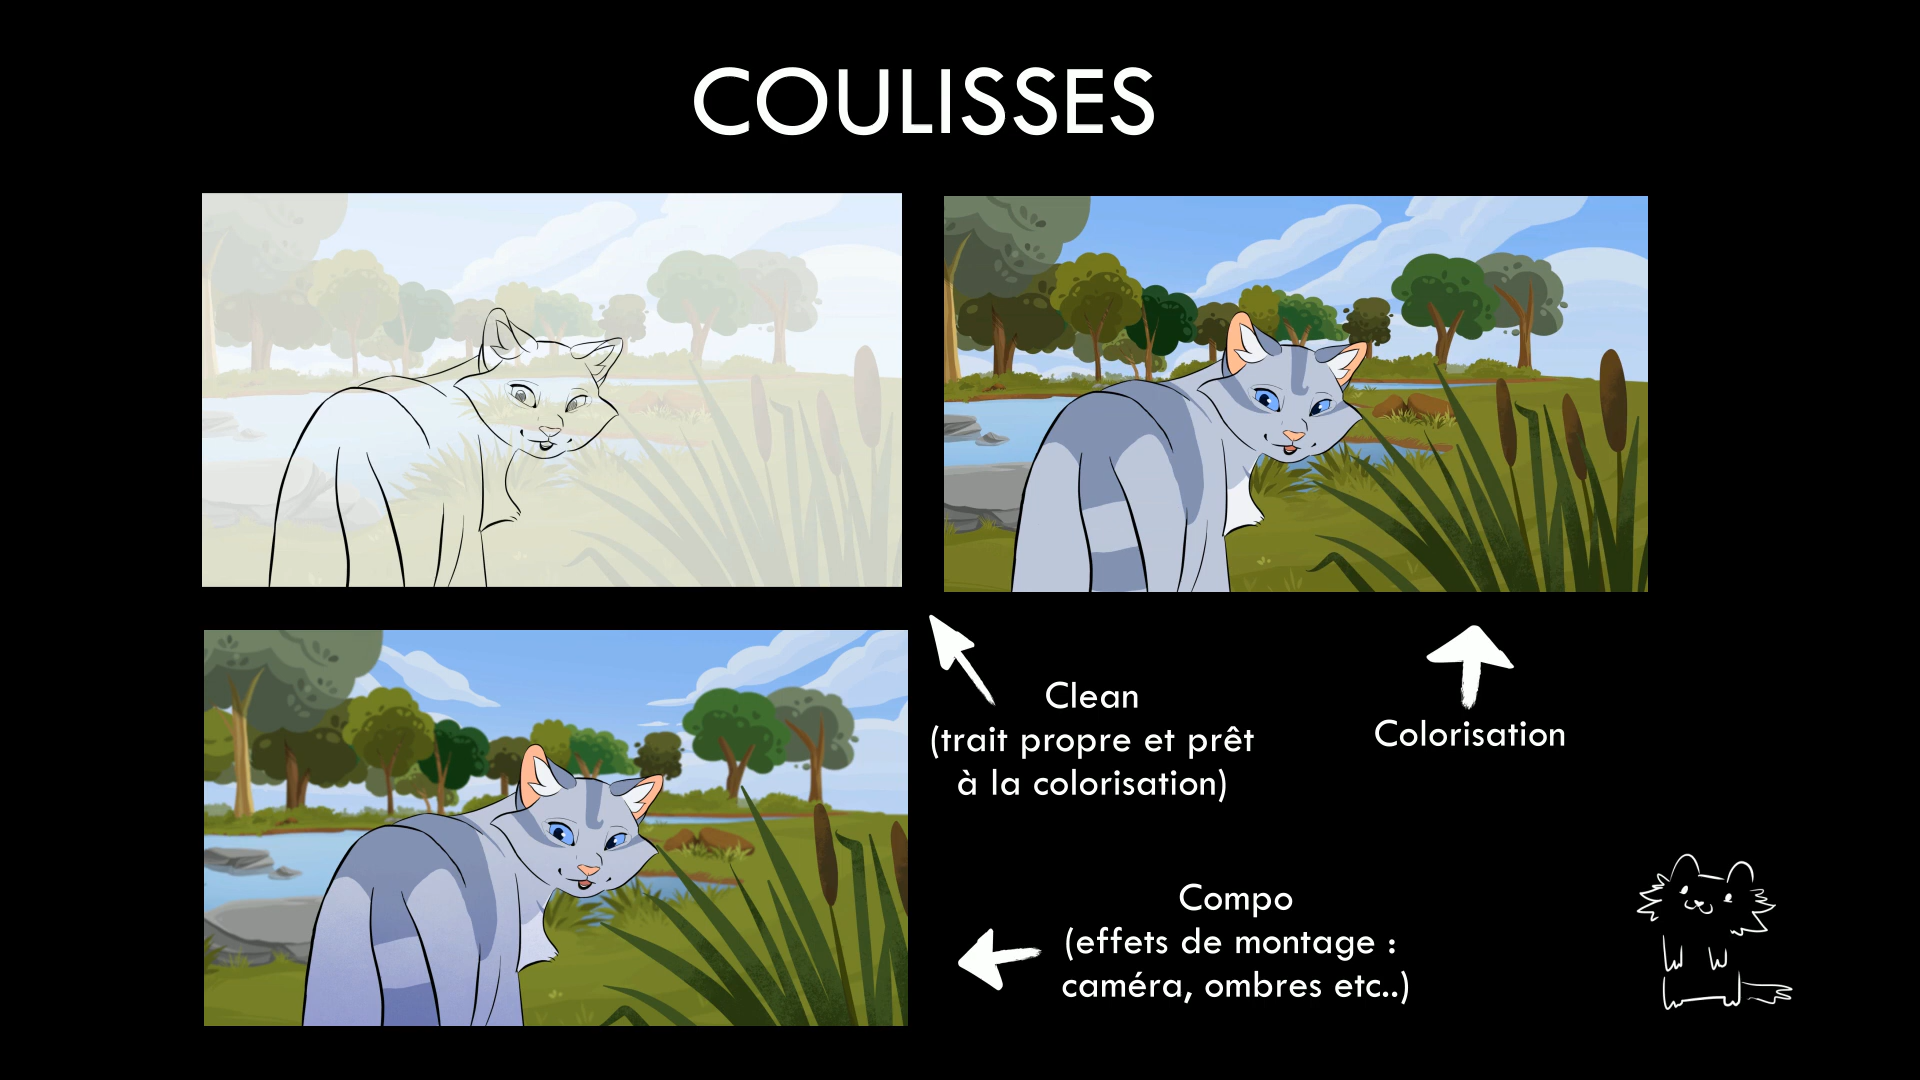 COULISSES
Clean
(trait propre et prêt
à la colorisation)
Colorisation
Compo
(effets de montage :
caméra, ombres etc..)